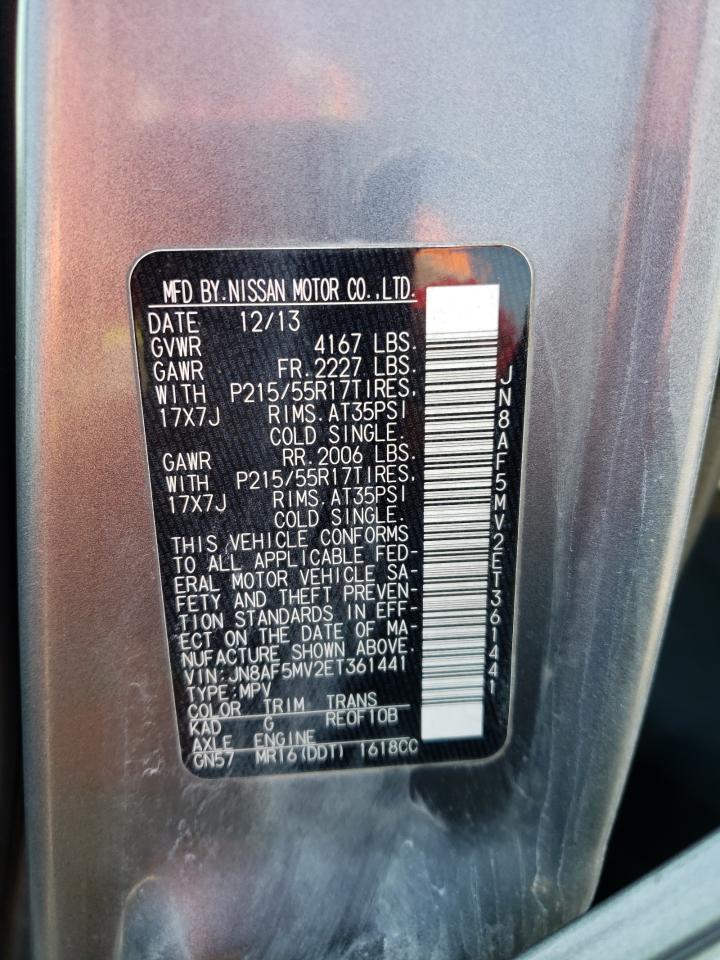 MFD BY.NISSAN MOTOR CO.,LTD.
DATE 12/13
GVWR 4167 LBS.
GAWR FR.2227 LBS.
WITH P215/55R17TIRES,
17X7J RIMS.AT35PSI
COLD SINGLE.
GAWR RR.2006 LBS.
WITH P215/55R17TIRES,
17X7J RIMS.AT35PSI
COLD SINGLE.
THIS VEHICLE CONFORMS
TO ALL APPLICABLE FED-
ERAL MOTOR VEHICLE SA-
FETY AND THEFT PREVEN-
TION STANDARDS IN EFF-
ECT ON THE DATE OF MA-
NUFACTURE SHOWN ABOVE.
VIN:JN8AF5MV2ET361441
TYPE:MPV
COLOR TRIM TRANS
KAD G RE0F10B
AXLE ENGINE
GN57 MR16(DDT) 1618CC
JN8AF5MV2ET361441